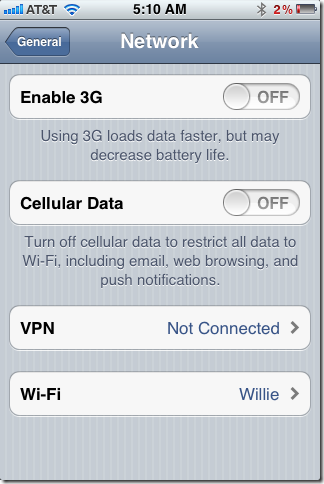 AT&T 5:10 AM 2%
General Network
Enable 3G OFF
Using 3G loads data faster, but may
decrease battery life.
Cellular Data OFF
Turn off cellular data to restrict all data to
Wi-Fi, including email, web browsing, and
push notifications.
VPN Not Connected
Wi-Fi Willie